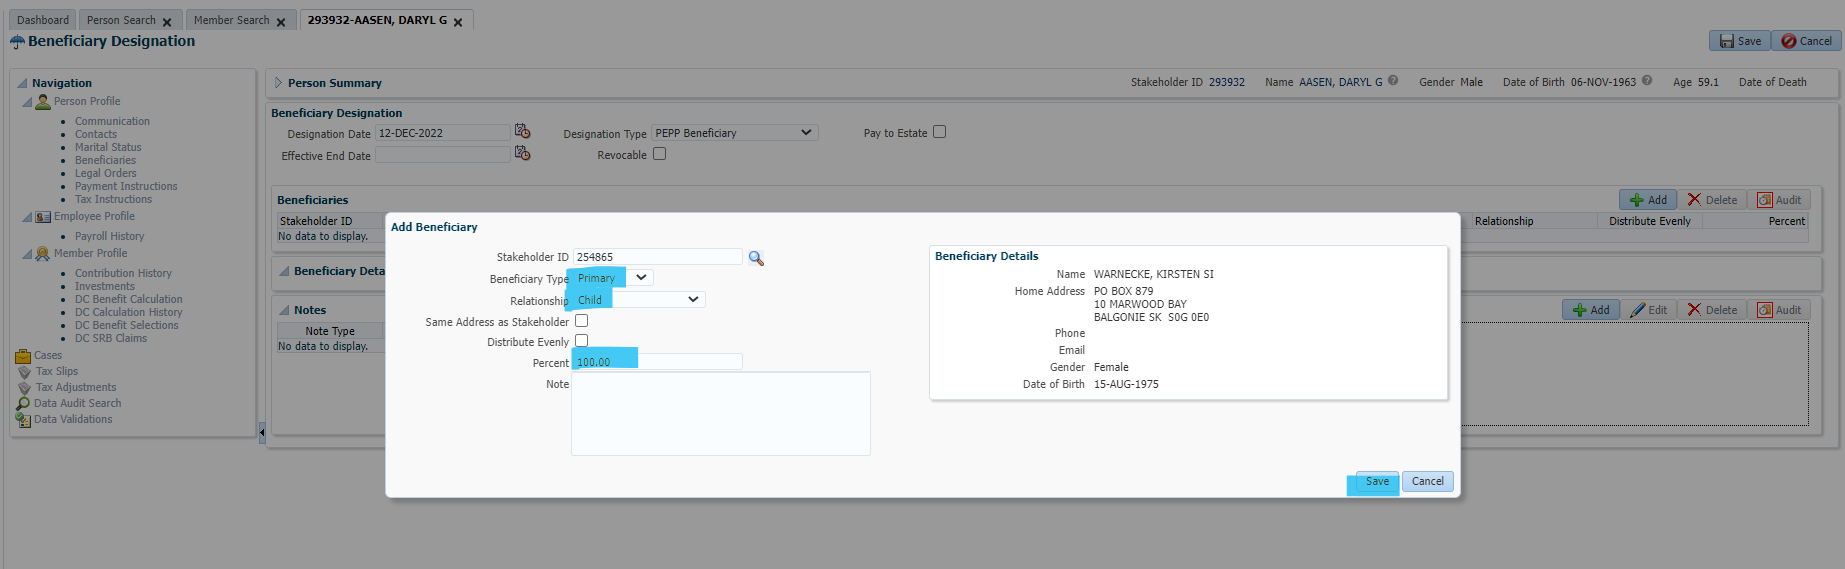 Dashboard Person Search Member Search 293932-AASEN, DARYL G
Beneficiary Designation
Save Cancel
Navigation
Person Profile
Communication
Contacts
Marital Status
Beneficiaries
Legal Orders
Payment Instructions
Tax Instructions
Employee Profile
Payroll History
Member Profile
Contribution History
Investments
DC Benefit Calculation
DC Calculation History
DC Benefit Selections
DC SRB Claims
Cases
Tax Slips
Tax Adjustments
Data Audit Search
Data Validations
Person Summary Stakeholder ID 293932 Name AASEN, DARYL G Gender Male Date of Birth 06-NOV-1963 Age 59.1 Date of Death
Beneficiary Designation
Designation Date 12-DEC-2022 Designation Type PEPP Beneficiary Pay to Estate
Effective End Date Revocable
Beneficiaries Add Delete Audit
Stakeholder ID Relationship Distribute Evenly Percent
No data to display.
Beneficiary Deta
Notes Add Edit Delete Audit
Note Type
No data to display.
Add Beneficiary
Stakeholder ID 254865
Beneficiary Type Primary
Relationship Child
Same Address as Stakeholder
Distribute Evenly
Percent 100.00
Note
Beneficiary Details
Name WARNECKE, KIRSTEN SI
Home Address PO BOX 879
10 MARWOOD BAY
BALGONIE SK S0G 0E0
Phone
Email
Gender Female
Date of Birth 15-AUG-1975
Save Cancel